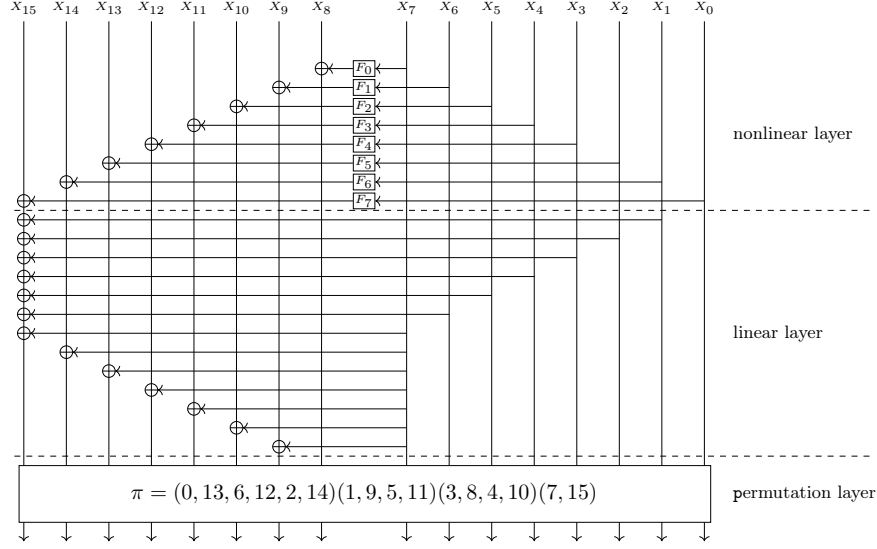 X₁₅ X₁₄ X₁₃ X₁₂ X₁₁ X₁₀ X₉ X₈ X₇ X₆ X₅ X₄ X₃ X₂ X₁ X₀
F₀
F₁
F₂
F₃
F₄
F₅
F₆
F₇
nonlinear layer
linear layer
π = (0, 13, 6, 12, 2, 14)(1, 9, 5, 11)(3, 8, 4, 10)(7, 15)
permutation layer